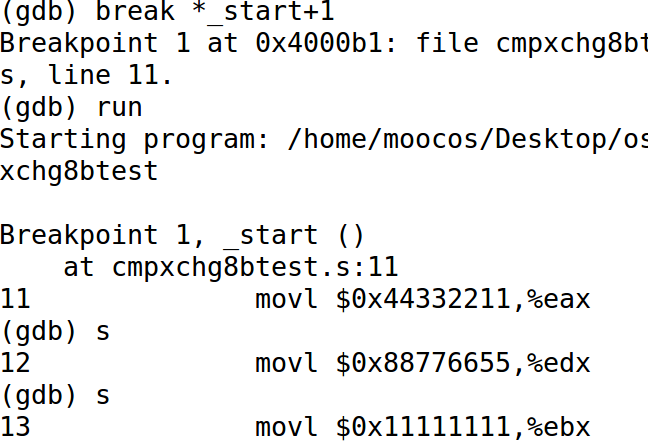 (gdb) break *_start+1
Breakpoint 1 at 0x4000b1: file cmpxchg8bt
s, line 11.
(gdb) run
Starting program: /home/moocos/Desktop/os
xchg8btest
Breakpoint 1, _start ()
at cmpxchg8btest.s:11
11 movl $0x44332211,%eax
(gdb) s
12 movl $0x88776655,%edx
(gdb) s
13 movl $0x11111111,%ebx